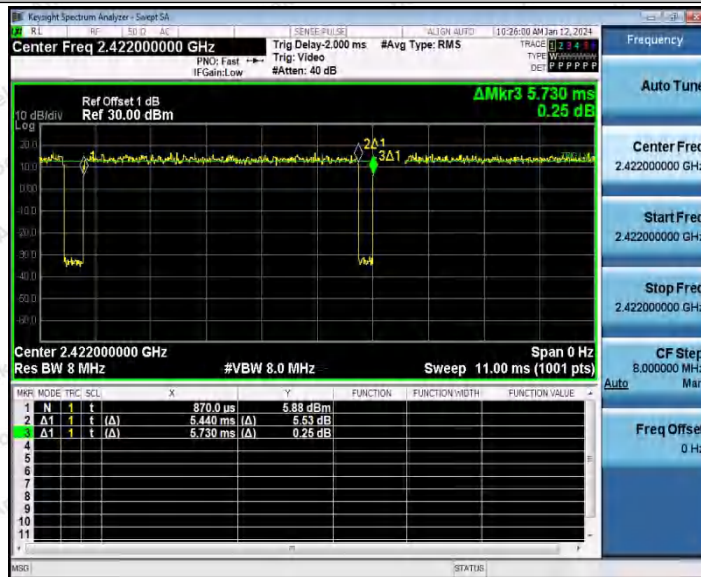 Keysight Spectrum Analyzer - Swept SA
RL RF 50 Ω AC SENSE:PULSE ALIGN AUTO 10:26:00 AM Jan 12, 2024
Center Freq 2.422000000 GHz Trig Delay-2.000 ms #Avg Type: RMS TRACE 1 2 3 4 5 6
PNO: Fast Trig: Video TYPE W
IFGain:Low #Atten: 40 dB DET P P P P P P
ΔMkr3 5.730 ms
0.25 dB
Ref Offset 1 dB
10 dB/div Ref 30.00 dBm
Log
20.0
10.0
0.00
-10.0
-20.0
-30.0
-40.0
-50.0
-60.0
1
2Δ1
3Δ1
Center 2.422000000 GHz Span 0 Hz
Res BW 8 MHz #VBW 8.0 MHz Sweep 11.00 ms (1001 pts)
MKR MODE TRC SCL X Y FUNCTION FUNCTION WIDTH FUNCTION VALUE
1 N 1 t 870.0 µs 5.88 dBm
2 Δ1 1 t (Δ) 5.440 ms (Δ) 5.53 dB
3 Δ1 1 t (Δ) 5.730 ms (Δ) 0.25 dB
4
5
6
7
8
9
10
11
MSG STATUS
Frequency
Auto Tune
Center Freq
2.422000000 GHz
Start Freq
2.422000000 GHz
Stop Freq
2.422000000 GHz
CF Step
8.000000 MHz
Auto Man
Freq Offset
0 Hz